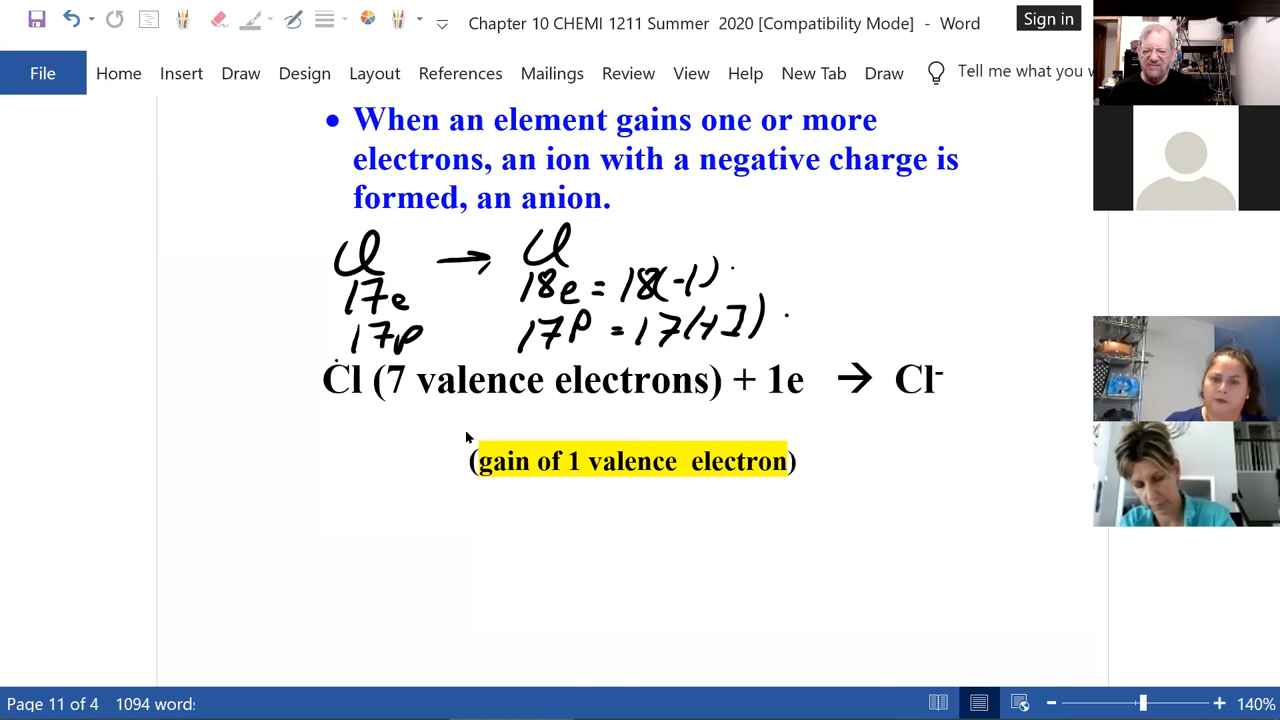 Chapter 10 CHEMI 1211 Summer 2020 [Compatibility Mode] - Word
Sign in
File Home Insert Draw Design Layout References Mailings Review View Help New Tab Draw Tell me what you w
• When an element gains one or more
electrons, an ion with a negative charge is
formed, an anion.
Cl → Cl
17e 18e = 18(-1)
17p 17P = 17(+1)
Cl (7 valence electrons) + 1e → Cl-
(gain of 1 valence electron)
Page 11 of 4 1094 words
140%